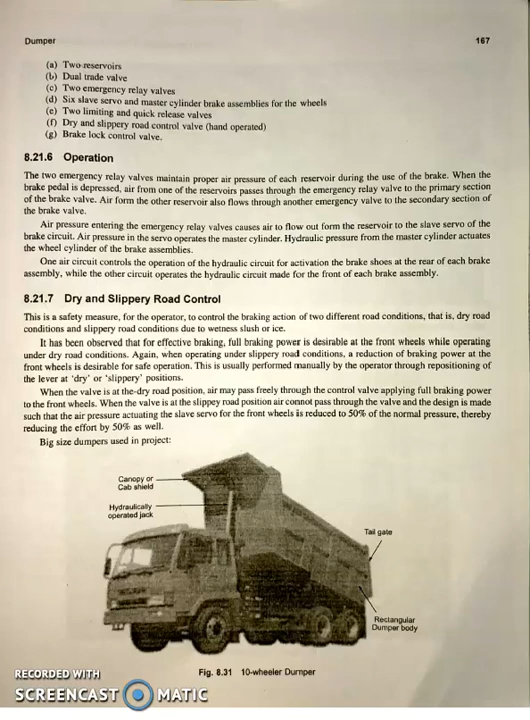 Dumper 167
(a) Two reservoirs
(b) Dual trade valve
(c) Two emergency relay valves
(d) Six slave servo and master cylinder brake assemblies for the wheels
(e) Two limiting and quick release valves
(f) Dry and slippery road control valve (hand operated)
(g) Brake lock control valve.
8.21.6 Operation
The two emergency relay valves maintain proper air pressure of each reservoir during the use of the brake. When the
brake pedal is depressed, air from one of the reservoirs passes through the emergency relay valve to the primary section
of the brake valve. Air form the other reservoir also flows through another emergency valve to the secondary section of
the brake valve.
Air pressure entering the emergency relay valves causes air to flow out form the reservoir to the slave servo of the
brake circuit. Air pressure in the servo operates the master cylinder. Hydraulic pressure from the master cylinder actuates
the wheel cylinder of the brake assemblies.
One air circuit controls the operation of the hydraulic circuit for activation the brake shoes at the rear of each brake
assembly, while the other circuit operates the hydraulic circuit made for the front of each brake assembly.
8.21.7 Dry and Slippery Road Control
This is a safety measure, for the operator, to control the braking action of two different road conditions, that is, dry road
conditions and slippery road conditions due to wetness slush or ice.
It has been observed that for effective braking, full braking power is desirable at the front wheels while operating
under dry road conditions. Again, when operating under slippery road conditions, a reduction of braking power at the
front wheels is desirable for safe operation. This is usually performed manually by the operator through repositioning of
the lever at 'dry' or 'slippery' positions.
When the valve is at the dry road position, air may pass freely through the control valve applying full braking power
to the front wheels. When the valve is at the slippey road position air connot pass through the valve and the design is made
such that the air pressure actuating the slave servo for the front wheels is reduced to 50% of the normal pressure, thereby
reducing the effort by 50% as well.
Big size dumpers used in project:
Canopy or
Cab shield
Hydraulically
operated jack
Tail gate
Rectangular
Dumper body
Fig. 8.31 10-wheeler Dumper
RECORDED WITH
SCREENCAST MATIC